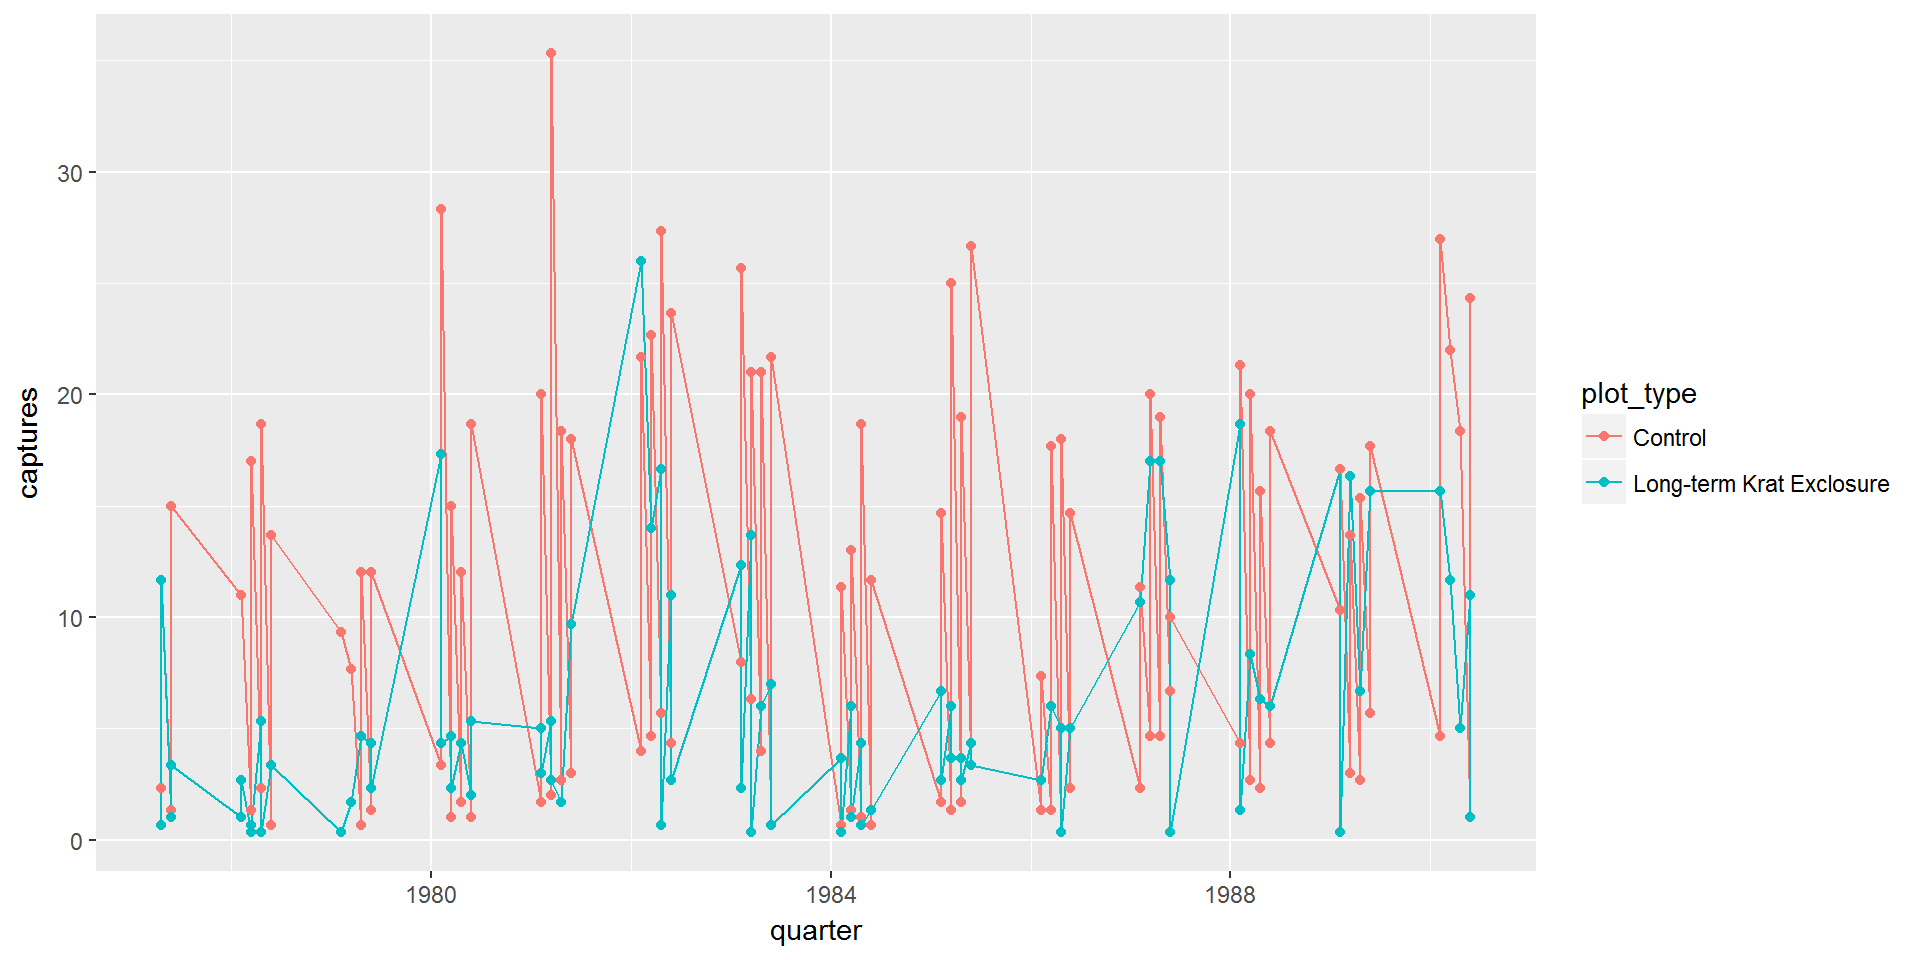 30
20
10
0
captures
1980
1984
1988
quarter
plot_type
Control
Long-term Krat Exclosure